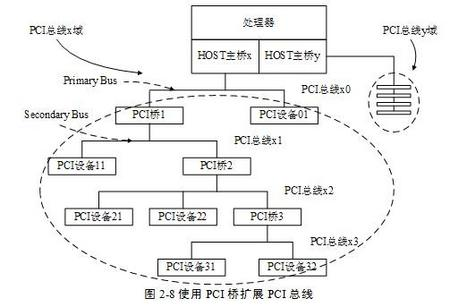 处理器
PCI总线x域
PCI总线y域
HOST主桥x
HOST主桥y
Primary Bus
PCI总线x0
Secondary Bus
PCI桥1
PCI设备01
PCI总线x1
PCI设备11
PCI桥2
PCI总线x2
PCI设备21
PCI设备22
PCI桥3
PCI总线x3
PCI设备31
PCI设备32
图 2-8 使用 PCI 桥扩展 PCI 总线